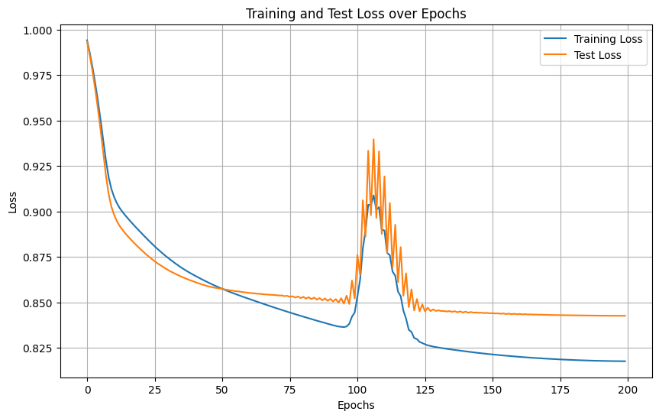 Training and Test Loss over Epochs
Training Loss
Test Loss
1.000
0.975
0.950
0.925
0.900
0.875
0.850
0.825
Loss
0 25 50 75 100 125 150 175 200
Epochs